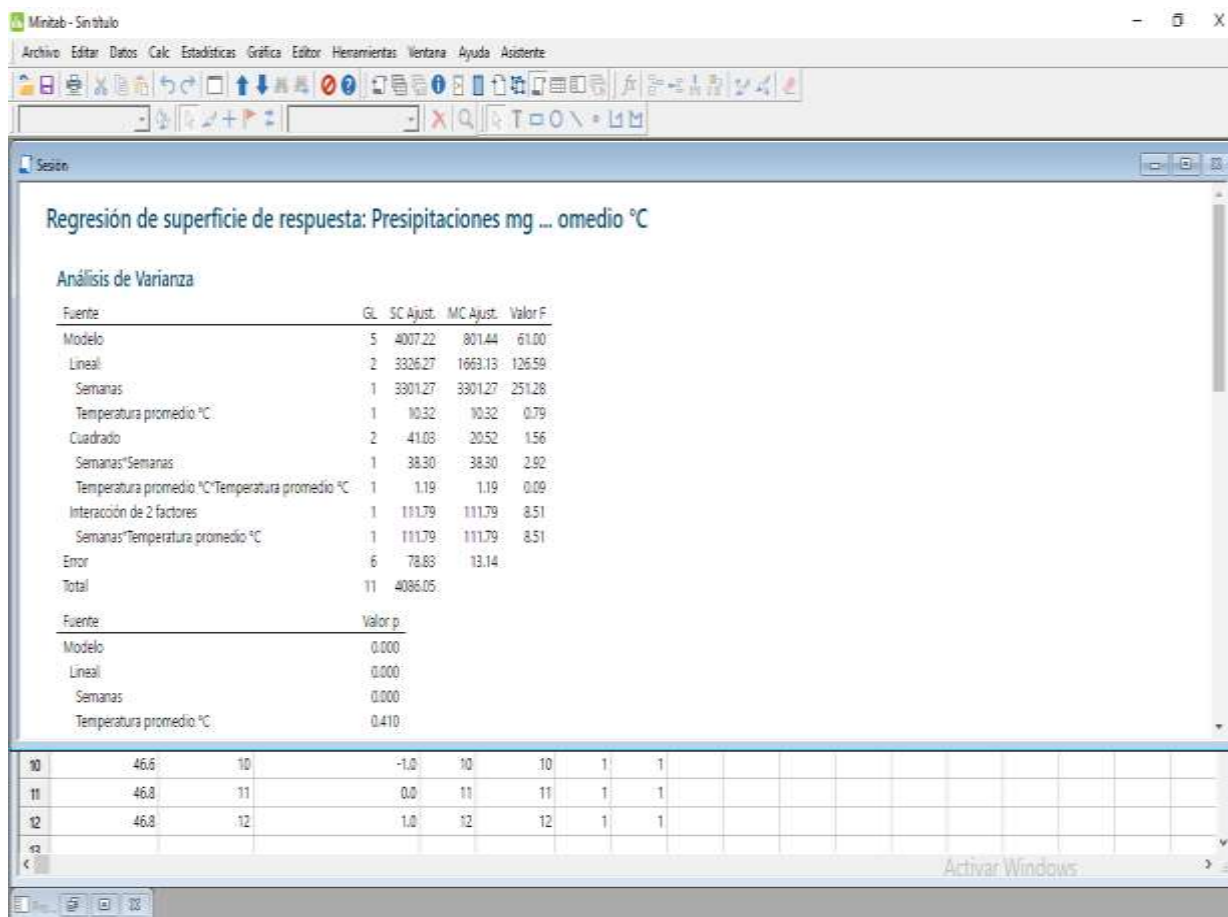 Minitab - Sin título
Archivo Editar Datos Calc Estadísticas Gráfica Editor Herramientas Ventana Ayuda Asistente
Sesión
Regresión de superficie de respuesta: Presipitaciones mg ... omedio °C
Análisis de Varianza
Fuente GL SC Ajust. MC Ajust. Valor F
Modelo 5 4007.22 801.44 61.00
Lineal 2 3326.27 1663.13 126.59
Semanas 1 3301.27 3301.27 251.28
Temperatura promedio °C 1 10.32 10.32 0.79
Cuadrado 2 41.03 20.52 1.56
Semanas*Semanas 1 38.30 38.30 2.92
Temperatura promedio °C*Temperatura promedio °C 1 1.19 1.19 0.09
Interacción de 2 factores 1 111.79 111.79 8.51
Semanas*Temperatura promedio °C 1 111.79 111.79 8.51
Error 6 78.83 13.14
Total 11 4086.05
Fuente Valor p
Modelo 0.000
Lineal 0.000
Semanas 0.000
Temperatura promedio °C 0.410
10 46.6 10 -1.0 10 10 1 1
11 46.8 11 0.0 11 11 1 1
12 46.8 12 1.0 12 12 1 1
13
Activar Windows